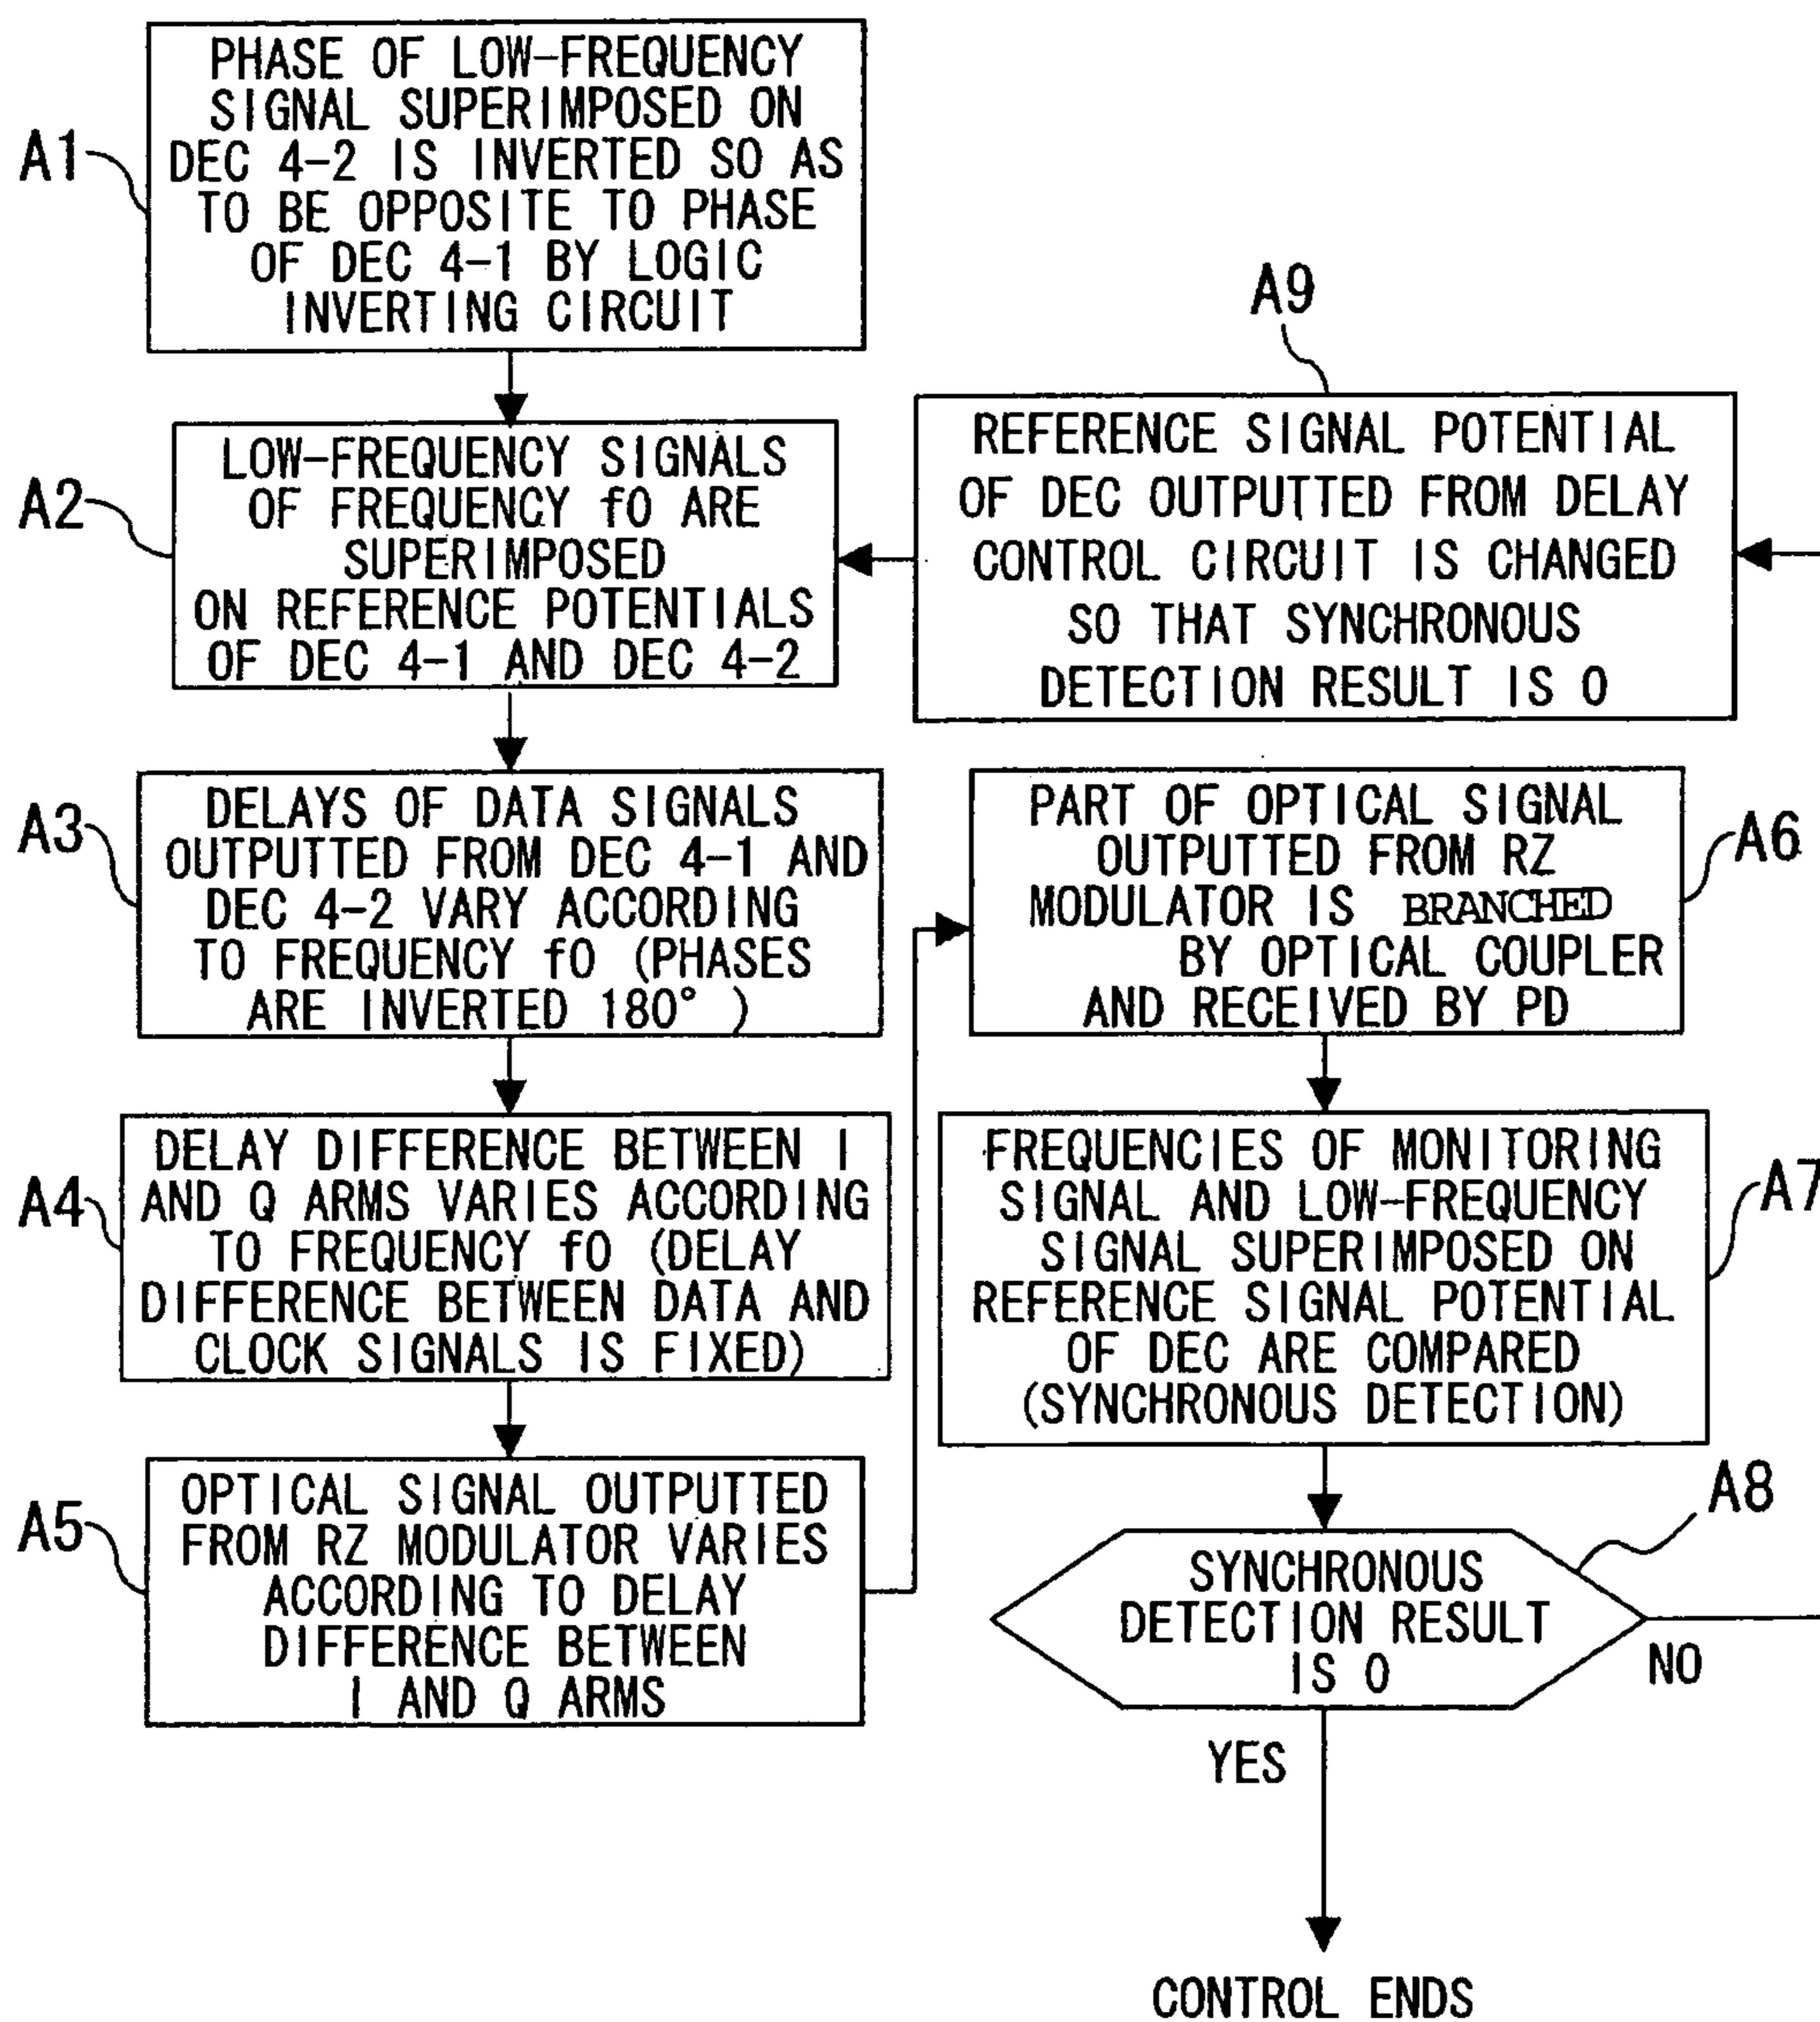 A1
PHASE OF LOW-FREQUENCY
SIGNAL SUPERIMPOSED ON
DEC 4-2 IS INVERTED SO AS
TO BE OPPOSITE TO PHASE
OF DEC 4-1 BY LOGIC
INVERTING CIRCUIT
A2
LOW-FREQUENCY SIGNALS
OF FREQUENCY f0 ARE
SUPERIMPOSED
ON REFERENCE POTENTIALS
OF DEC 4-1 AND DEC 4-2
A3
DELAYS OF DATA SIGNALS
OUTPUTTED FROM DEC 4-1 AND
DEC 4-2 VARY ACCORDING
TO FREQUENCY f0 (PHASES
ARE INVERTED 180° )
A4
DELAY DIFFERENCE BETWEEN I
AND Q ARMS VARIES ACCORDING
TO FREQUENCY f0 (DELAY
DIFFERENCE BETWEEN DATA AND
CLOCK SIGNALS IS FIXED)
A5
OPTICAL SIGNAL OUTPUTTED
FROM RZ MODULATOR VARIES
ACCORDING TO DELAY
DIFFERENCE BETWEEN
I AND Q ARMS
A9
REFERENCE SIGNAL POTENTIAL
OF DEC OUTPUTTED FROM DELAY
CONTROL CIRCUIT IS CHANGED
SO THAT SYNCHRONOUS
DETECTION RESULT IS 0
A6
PART OF OPTICAL SIGNAL
OUTPUTTED FROM RZ
MODULATOR IS BRANCHED
BY OPTICAL COUPLER
AND RECEIVED BY PD
A7
FREQUENCIES OF MONITORING
SIGNAL AND LOW-FREQUENCY
SIGNAL SUPERIMPOSED ON
REFERENCE SIGNAL POTENTIAL
OF DEC ARE COMPARED
(SYNCHRONOUS DETECTION)
A8
SYNCHRONOUS
DETECTION RESULT
IS 0
NO
YES
CONTROL ENDS